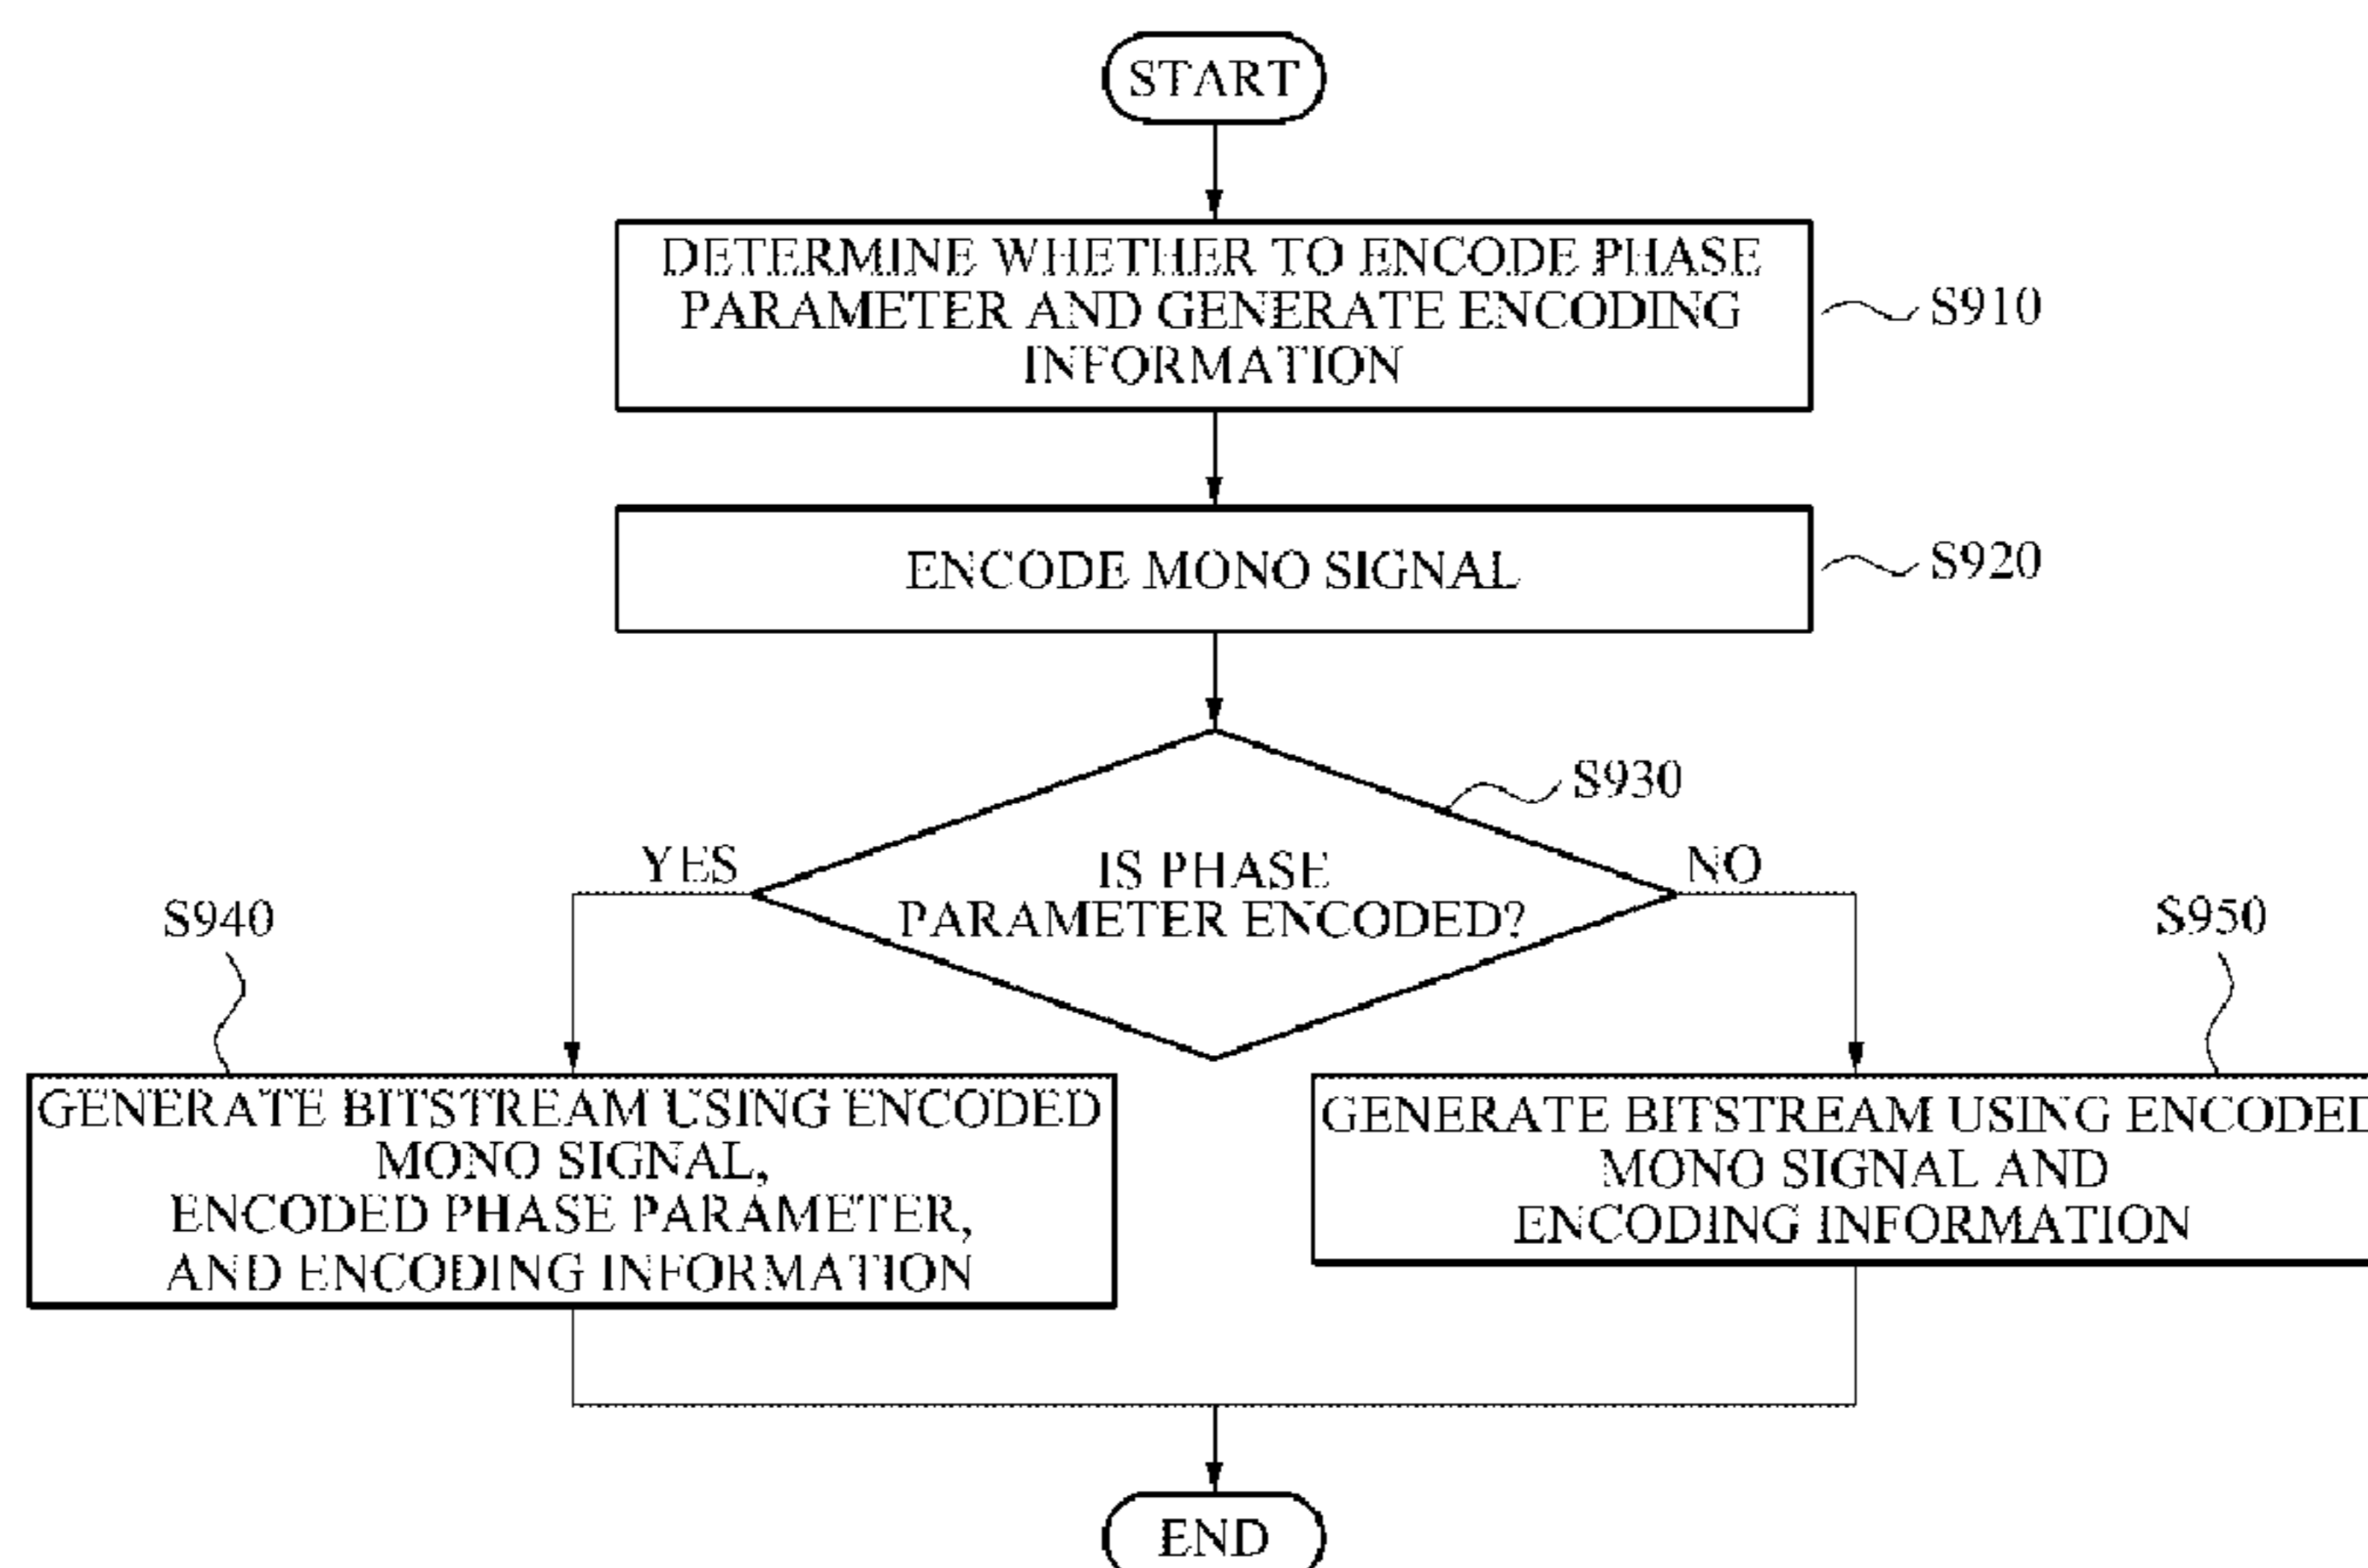 START
DETERMINE WHETHER TO ENCODE PHASE
PARAMETER AND GENERATE ENCODING
INFORMATION
S910
ENCODE MONO SIGNAL
S920
S930
IS PHASE
PARAMETER ENCODED?
YES
NO
S940
GENERATE BITSTREAM USING ENCODED
MONO SIGNAL,
ENCODED PHASE PARAMETER,
AND ENCODING INFORMATION
S950
GENERATE BITSTREAM USING ENCODED
MONO SIGNAL AND
ENCODING INFORMATION
END